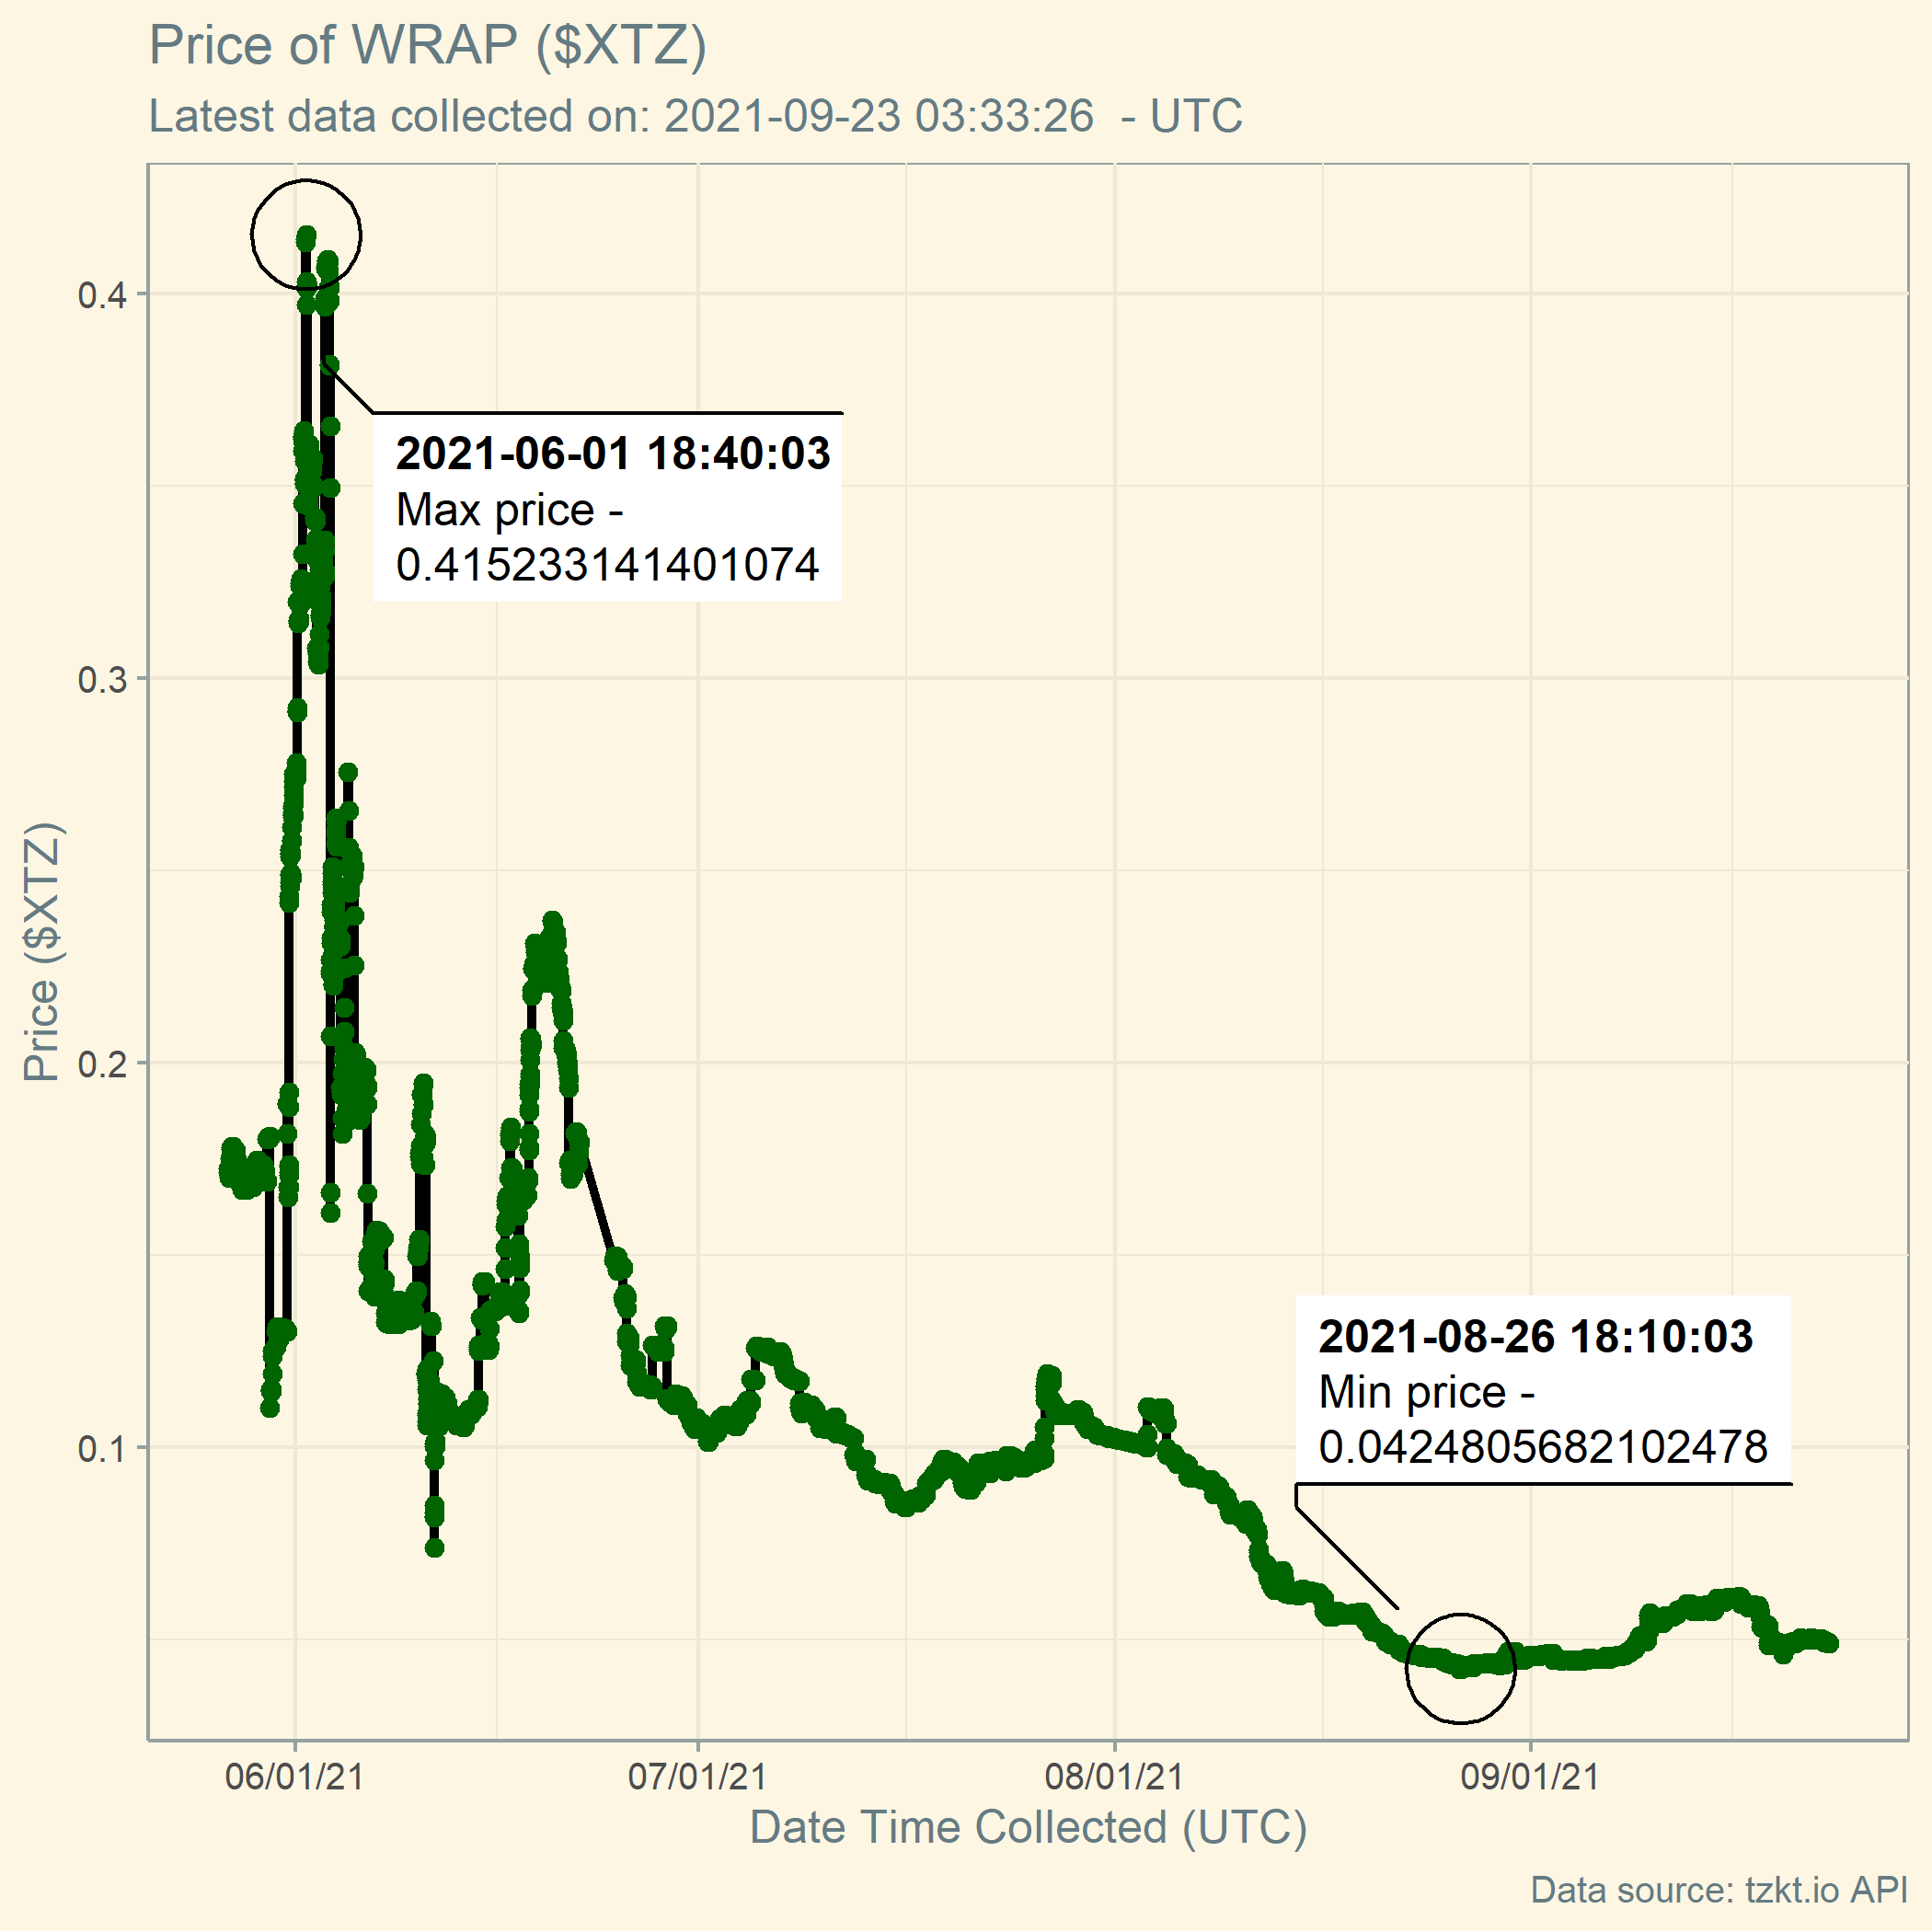 Price of WRAP ($XTZ)
Latest data collected on: 2021-09-23 03:33:26  - UTC
0.4
0.3
0.2
0.1
Price ($XTZ)
2021-06-01 18:40:03
Max price -
0.415233141401074
2021-08-26 18:10:03
Min price -
0.0424805682102478
06/01/21
07/01/21
08/01/21
09/01/21
Date Time Collected (UTC)
Data source: tzkt.io API